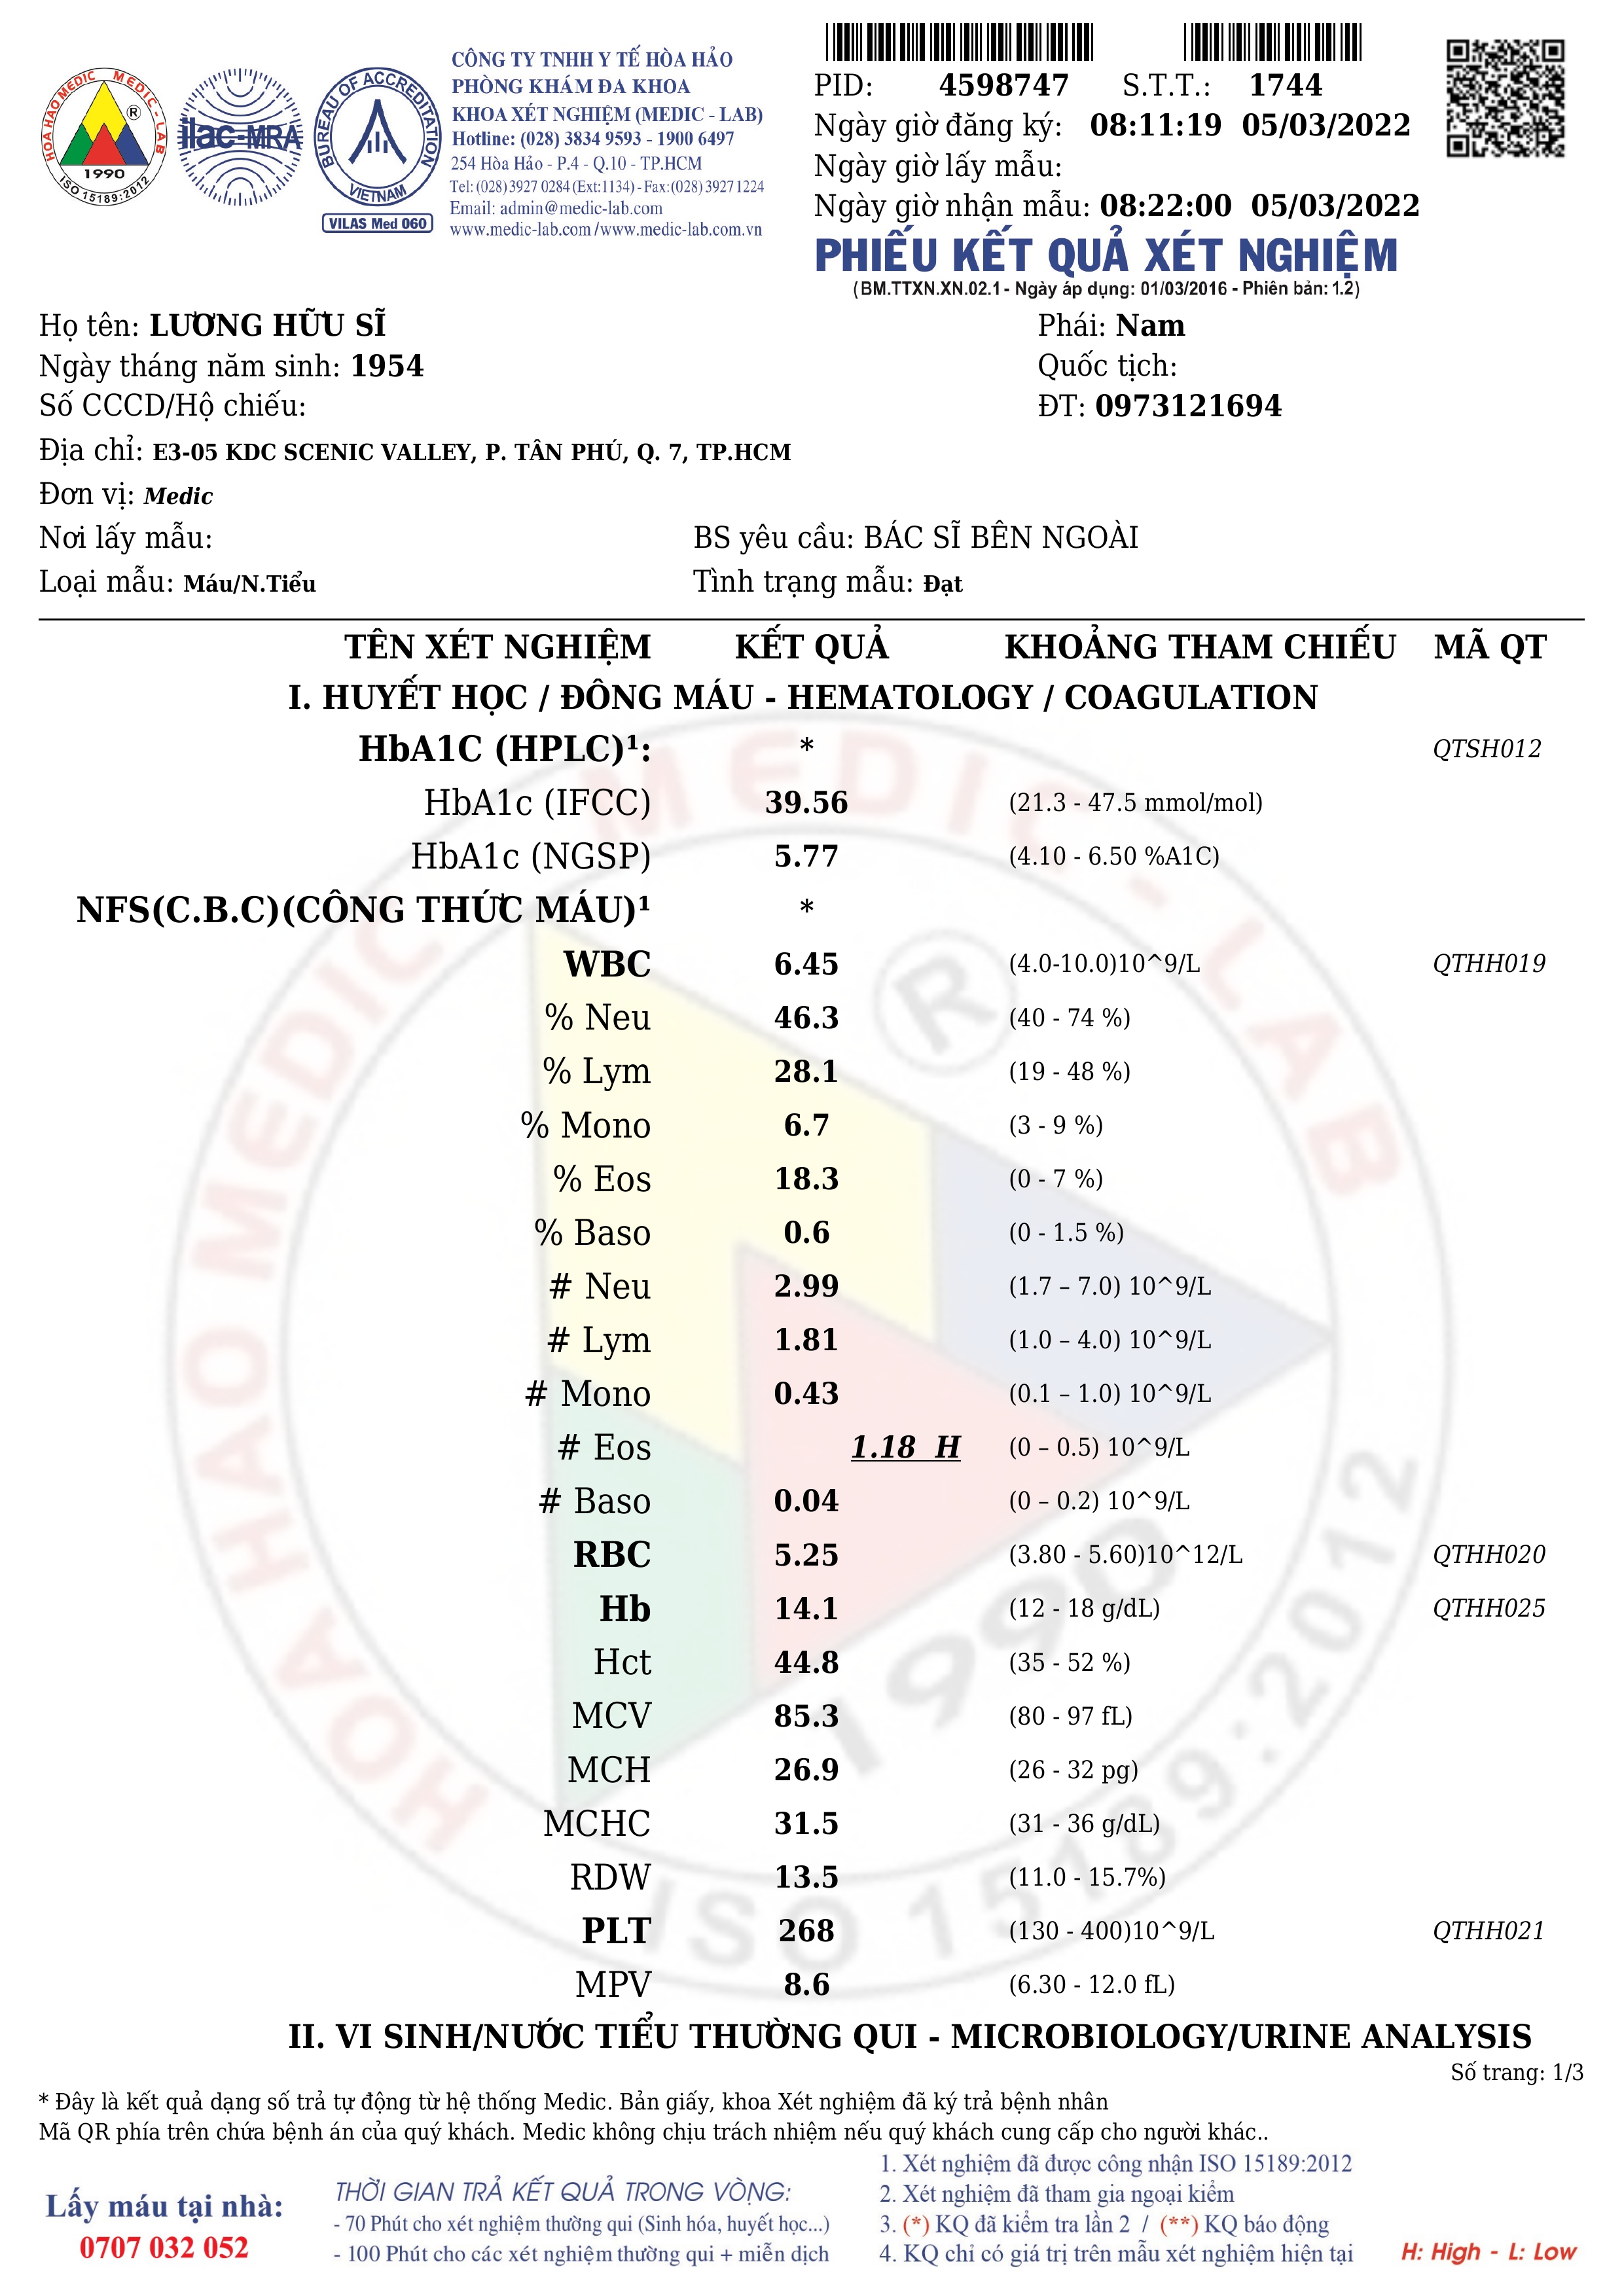 HOA HAO MEDIC MEDIC - LAB
®
1990
ISO 15189:2012
ilac-MRA
BUREAU OF ACCREDITATION
VIETNAM
VILAS Med 060
CÔNG TY TNHH Y TẾ HÒA HẢO
PHÒNG KHÁM ĐA KHOA
KHOA XÉT NGHIỆM (MEDIC - LAB)
Hotline: (028) 3834 9593 - 1900 6497
254 Hòa Hảo - P.4 - Q.10 - TP.HCM
Tel: (028) 3927 0284 (Ext: 1134) - Fax: (028) 3927 1224
Email: admin@medic-lab.com
www.medic-lab.com /www.medic-lab.com.vn
PID: 4598747 S.T.T.: 1744
Ngày giờ đăng ký: 08:11:19 05/03/2022
Ngày giờ lấy mẫu:
Ngày giờ nhận mẫu: 08:22:00 05/03/2022
PHIẾU KẾT QUẢ XÉT NGHIỆM
(BM.TTXN.XN.02.1- Ngày áp dụng: 01/03/2016 - Phiên bản: 1.2)
Họ tên: LƯƠNG HỮU SĨ Phái: Nam
Ngày tháng năm sinh: 1954 Quốc tịch:
Số CCCD/Hộ chiếu: ĐT: 0973121694
Địa chỉ: E3-05 KDC SCENIC VALLEY, P. TÂN PHÚ, Q. 7, TP.HCM
Đơn vị: Medic
Nơi lấy mẫu: BS yêu cầu: BÁC SĨ BÊN NGOÀI
Loại mẫu: Máu/N.Tiểu Tình trạng mẫu: Đạt
TÊN XÉT NGHIỆM KẾT QUẢ KHOẢNG THAM CHIẾU MÃ QT
I. HUYẾT HỌC / ĐÔNG MÁU - HEMATOLOGY / COAGULATION
HbA1C (HPLC)¹: * QTSH012
HbA1c (IFCC) 39.56 (21.3 - 47.5 mmol/mol)
HbA1c (NGSP) 5.77 (4.10 - 6.50 %A1C)
NFS(C.B.C)(CÔNG THỨC MÁU)¹ *
WBC 6.45 (4.0-10.0)10^9/L QTHH019
% Neu 46.3 (40 - 74 %)
% Lym 28.1 (19 - 48 %)
% Mono 6.7 (3 - 9 %)
% Eos 18.3 (0 - 7 %)
% Baso 0.6 (0 - 1.5 %)
# Neu 2.99 (1.7 – 7.0) 10^9/L
# Lym 1.81 (1.0 – 4.0) 10^9/L
# Mono 0.43 (0.1 – 1.0) 10^9/L
# Eos 1.18 H (0 – 0.5) 10^9/L
# Baso 0.04 (0 – 0.2) 10^9/L
RBC 5.25 (3.80 - 5.60)10^12/L QTHH020
Hb 14.1 (12 - 18 g/dL) QTHH025
Hct 44.8 (35 - 52 %)
MCV 85.3 (80 - 97 fL)
MCH 26.9 (26 - 32 pg)
MCHC 31.5 (31 - 36 g/dL)
RDW 13.5 (11.0 - 15.7%)
PLT 268 (130 - 400)10^9/L QTHH021
MPV 8.6 (6.30 - 12.0 fL)
HOA HAO MEDIC MEDIC - LAB
®
1990
ISO 15189:2012
II. VI SINH/NƯỚC TIỂU THƯỜNG QUI - MICROBIOLOGY/URINE ANALYSIS
Số trang: 1/3
* Đây là kết quả dạng số trả tự động từ hệ thống Medic. Bản giấy, khoa Xét nghiệm đã ký trả bệnh nhân
Mã QR phía trên chứa bệnh án của quý khách. Medic không chịu trách nhiệm nếu quý khách cung cấp cho người khác..
Lấy máu tại nhà:
0707 032 052
THỜI GIAN TRẢ KẾT QUẢ TRONG VÒNG:
- 70 Phút cho xét nghiệm thường qui (Sinh hóa, huyết học...)
- 100 Phút cho các xét nghiệm thường qui + miễn dịch
1. Xét nghiệm đã được công nhận ISO 15189:2012
2. Xét nghiệm đã tham gia ngoại kiểm
3. (*) KQ đã kiểm tra lần 2 / (**) KQ báo động
4. KQ chỉ có giá trị trên mẫu xét nghiệm hiện tại
H: High - L: Low